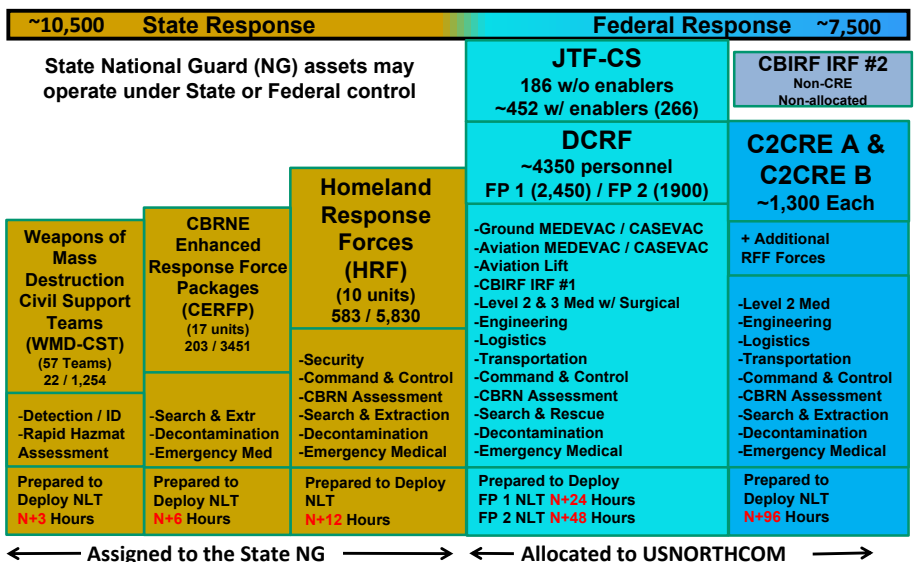 ~10,500 State Response
Federal Response ~7,500
State National Guard (NG) assets may
operate under State or Federal control
JTF-CS
186 w/o enablers
~452 w/ enablers (266)
CBIRF IRF #2
Non-CRE
Non-allocated
DCRF
~4350 personnel
FP 1 (2,450) / FP 2 (1900)
C2CRE A &
C2CRE B
~1,300 Each
Weapons of
Mass
Destruction
Civil Support
Teams
(WMD-CST)
(57 Teams)
22 / 1,254
CBRNE
Enhanced
Response Force
Packages
(CERFP)
(17 units)
203 / 3451
Homeland
Response
Forces
(HRF)
(10 units)
583 / 5,830
+ Additional
RFF Forces
-Detection / ID
-Rapid Hazmat
Assessment
-Search & Extr
-Decontamination
-Emergency Med
-Security
-Command & Control
-CBRN Assessment
-Search & Extraction
-Decontamination
-Emergency Medical
-Ground MEDEVAC / CASEVAC
-Aviation MEDEVAC / CASEVAC
-Aviation Lift
-CBIRF IRF #1
-Level 2 & 3 Med w/ Surgical
-Engineering
-Logistics
-Transportation
-Command & Control
-CBRN Assessment
-Search & Rescue
-Decontamination
-Emergency Medical
-Level 2 Med
-Engineering
-Logistics
-Transportation
-Command & Control
-CBRN Assessment
-Search & Extraction
-Decontamination
-Emergency Medical
Prepared to
Deploy NLT
N+3 Hours
Prepared to
Deploy NLT
N+6 Hours
Prepared to Deploy
NLT
N+12 Hours
Prepared to Deploy
FP 1 NLT N+24 Hours
FP 2 NLT N+48 Hours
Prepared to
Deploy NLT
N+96 Hours
Assigned to the State NG
Allocated to USNORTHCOM